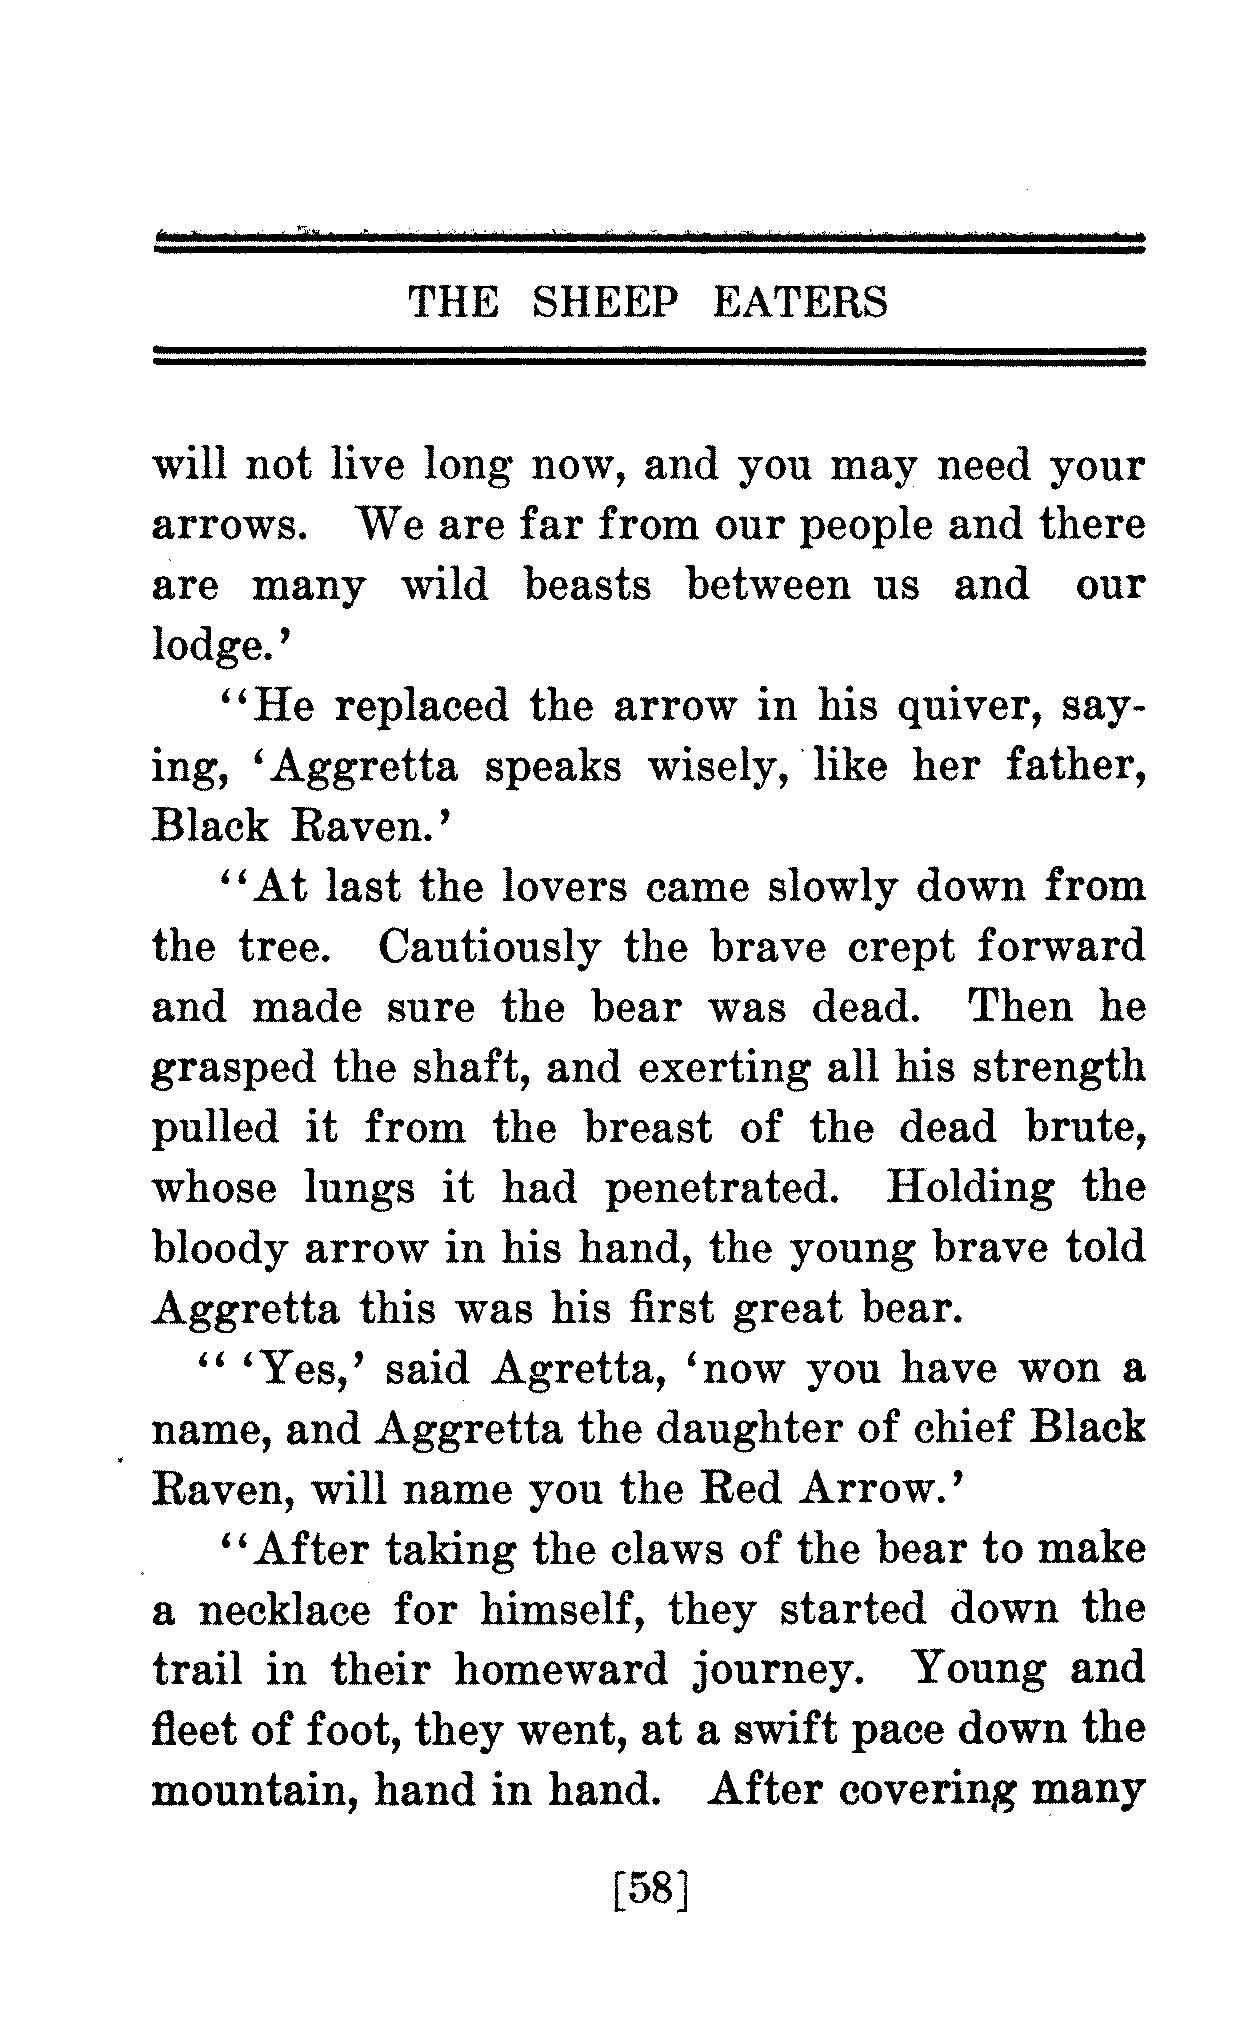 THE SHEEP EATERS
will not live long now, and you may need your
arrows. We are far from our people and there
are many wild beasts between us and our
lodge.'
"He replaced the arrow in his quiver, say-
ing, 'Aggretta speaks wisely, like her father,
Black Raven.'
"At last the lovers came slowly down from
the tree. Cautiously the brave crept forward
and made sure the bear was dead. Then he
grasped the shaft, and exerting all his strength
pulled it from the breast of the dead brute,
whose lungs it had penetrated. Holding the
bloody arrow in his hand, the young brave told
Aggretta this was his first great bear.
" 'Yes,' said Agretta, 'now you have won a
name, and Aggretta the daughter of chief Black
Raven, will name you the Red Arrow.'
"After taking the claws of the bear to make
a necklace for himself, they started down the
trail in their homeward journey. Young and
fleet of foot, they went, at a swift pace down the
mountain, hand in hand. After covering many
[58]